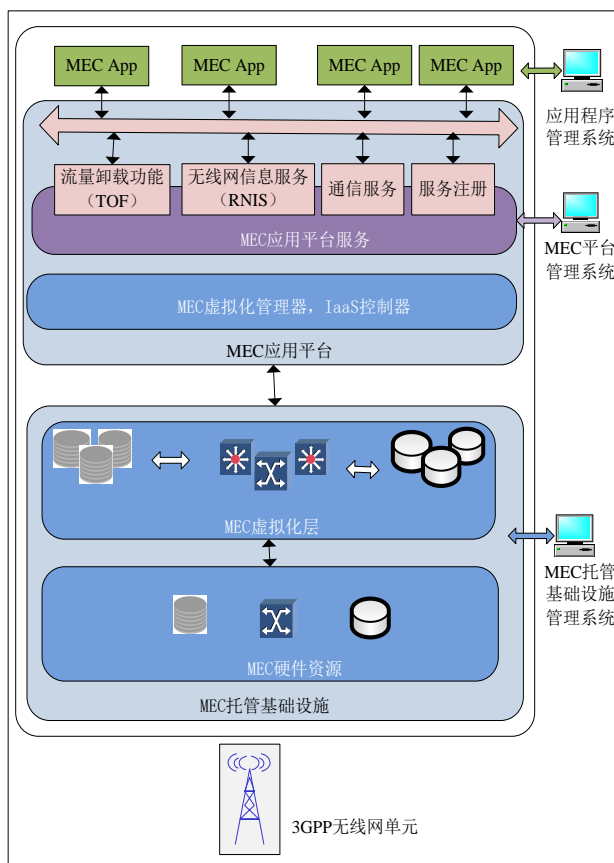 MEC App
MEC App
MEC App
MEC App
应用程序
管理系统
流量卸载功能
（TOF）
无线网信息服务
（RNIS）
通信服务
服务注册
MEC应用平台服务
MEC平台
管理系统
MEC虚拟化管理器，IaaS控制器
MEC应用平台
MEC虚拟化层
MEC托管
基础设施
管理系统
MEC硬件资源
MEC托管基础设施
3GPP无线网单元